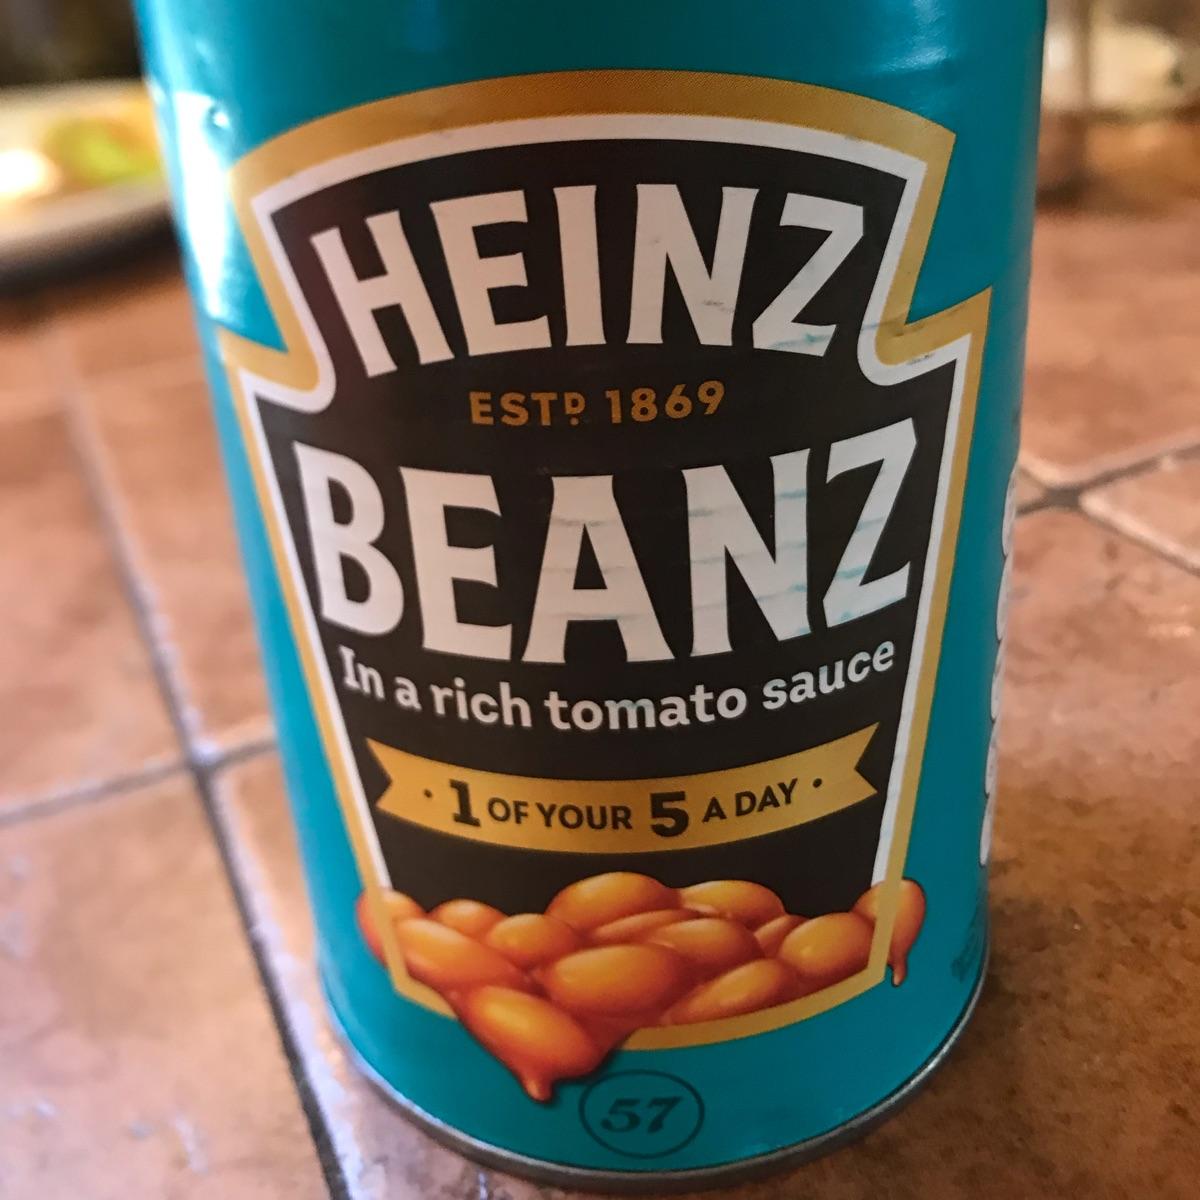 HEINZ
ESTD 1869
BEANZ
In a rich tomato sauce
· 1 OF YOUR 5 A DAY ·
57